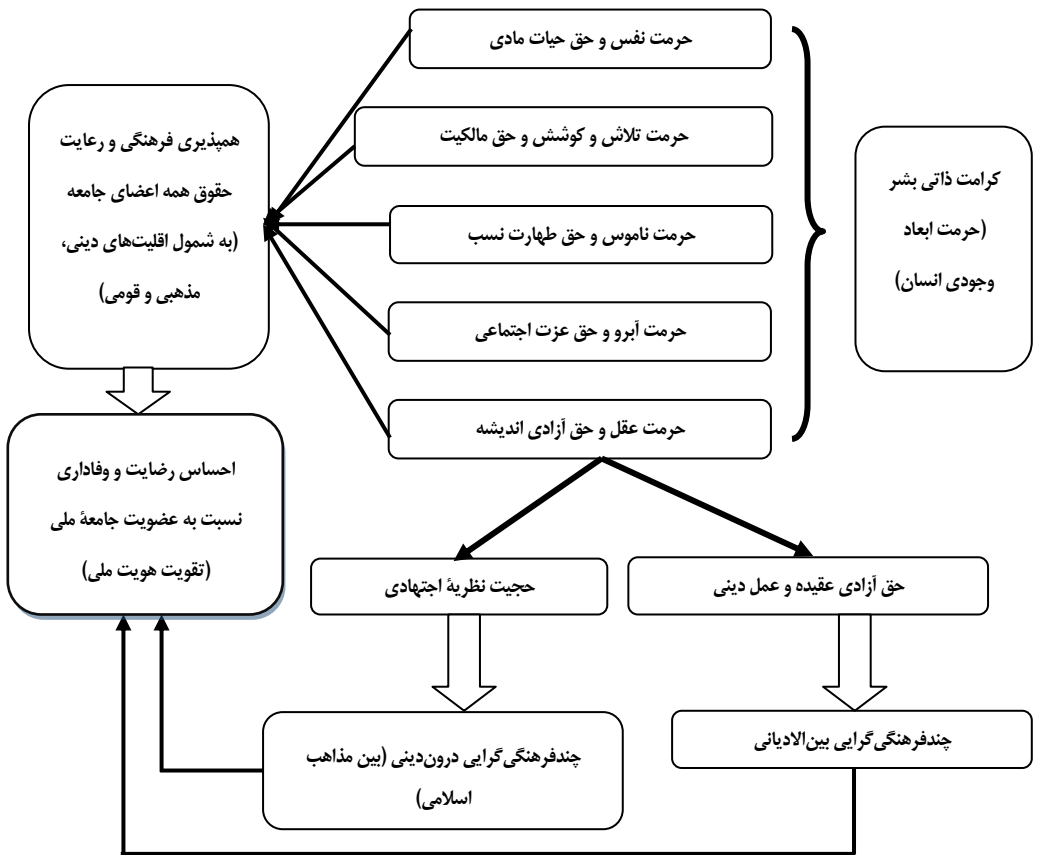 کرامت ذاتی بشر
(حرمت ابعاد
وجودی انسان)
حرمت نفس و حق حیات مادی
حرمت تلاش و کوشش و حق مالکیت
حرمت ناموس و حق طهارت نسب
حرمت آبرو و حق عزت اجتماعی
حرمت عقل و حق آزادی اندیشه
همپذیری فرهنگی و رعایت
حقوق همه اعضای جامعه
(به شمول اقلیت‌های دینی،
مذهبی و قومی)
احساس رضایت و وفاداری
نسبت به عضویت جامعۀ ملی
(تقویت هویت ملی)
حق آزادی عقیده و عمل دینی
حجیت نظریۀ اجتهادی
چندفرهنگی‌گرایی بین‌الادیانی
چندفرهنگی‌گرایی درون‌دینی (بین مذاهب
اسلامی)